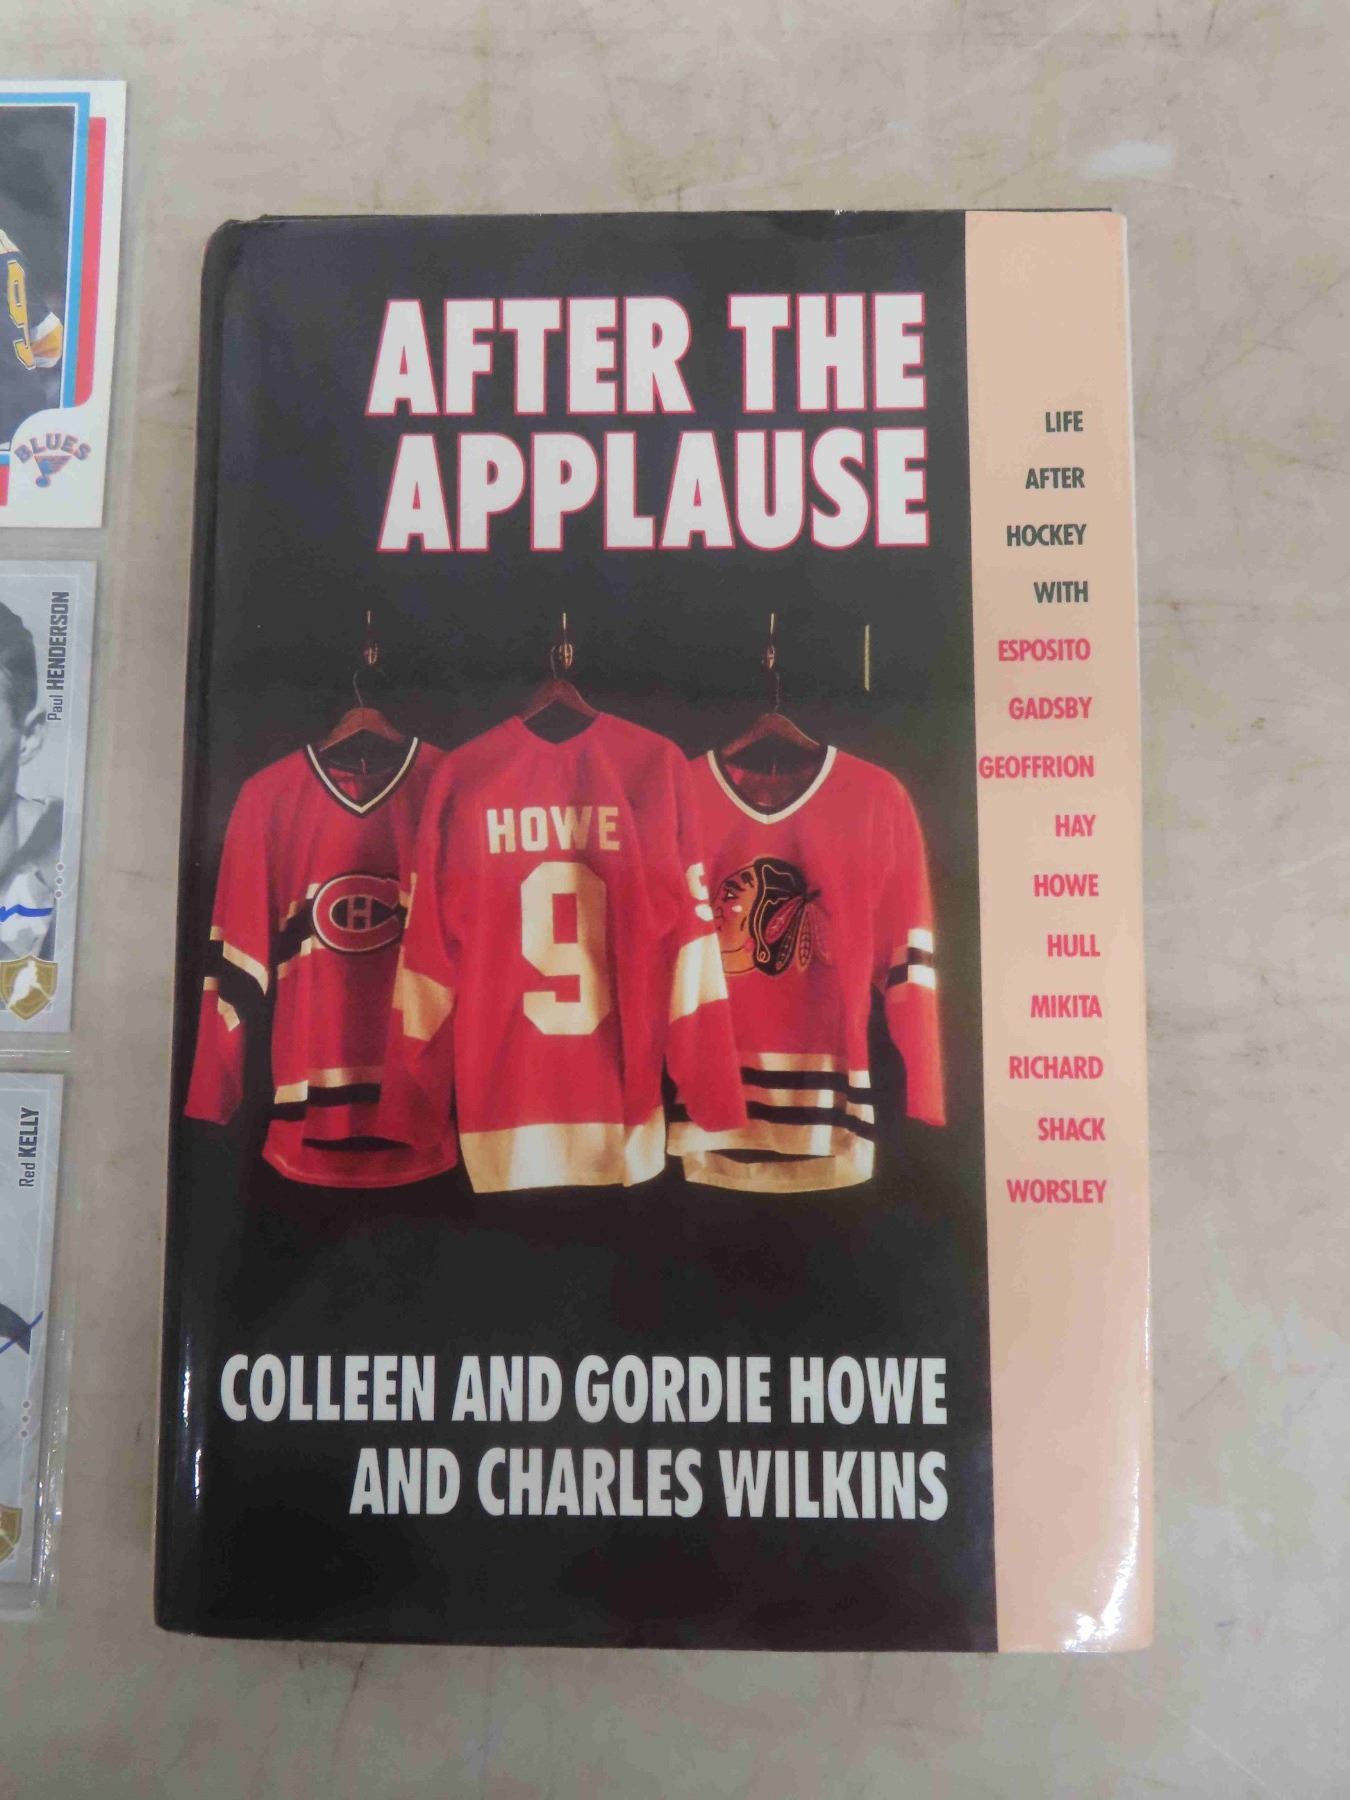 AFTER THE
APPLAUSE
HOWE
9
COLLEEN AND GORDIE HOWE
AND CHARLES WILKINS
LIFE
AFTER
HOCKEY
WITH
ESPOSITO
GADSBY
GEOFFRION
HAY
HOWE
HULL
MIKITA
RICHARD
SHACK
WORSLEY
9
BLUES
Paul HENDERSON
Red KELLY